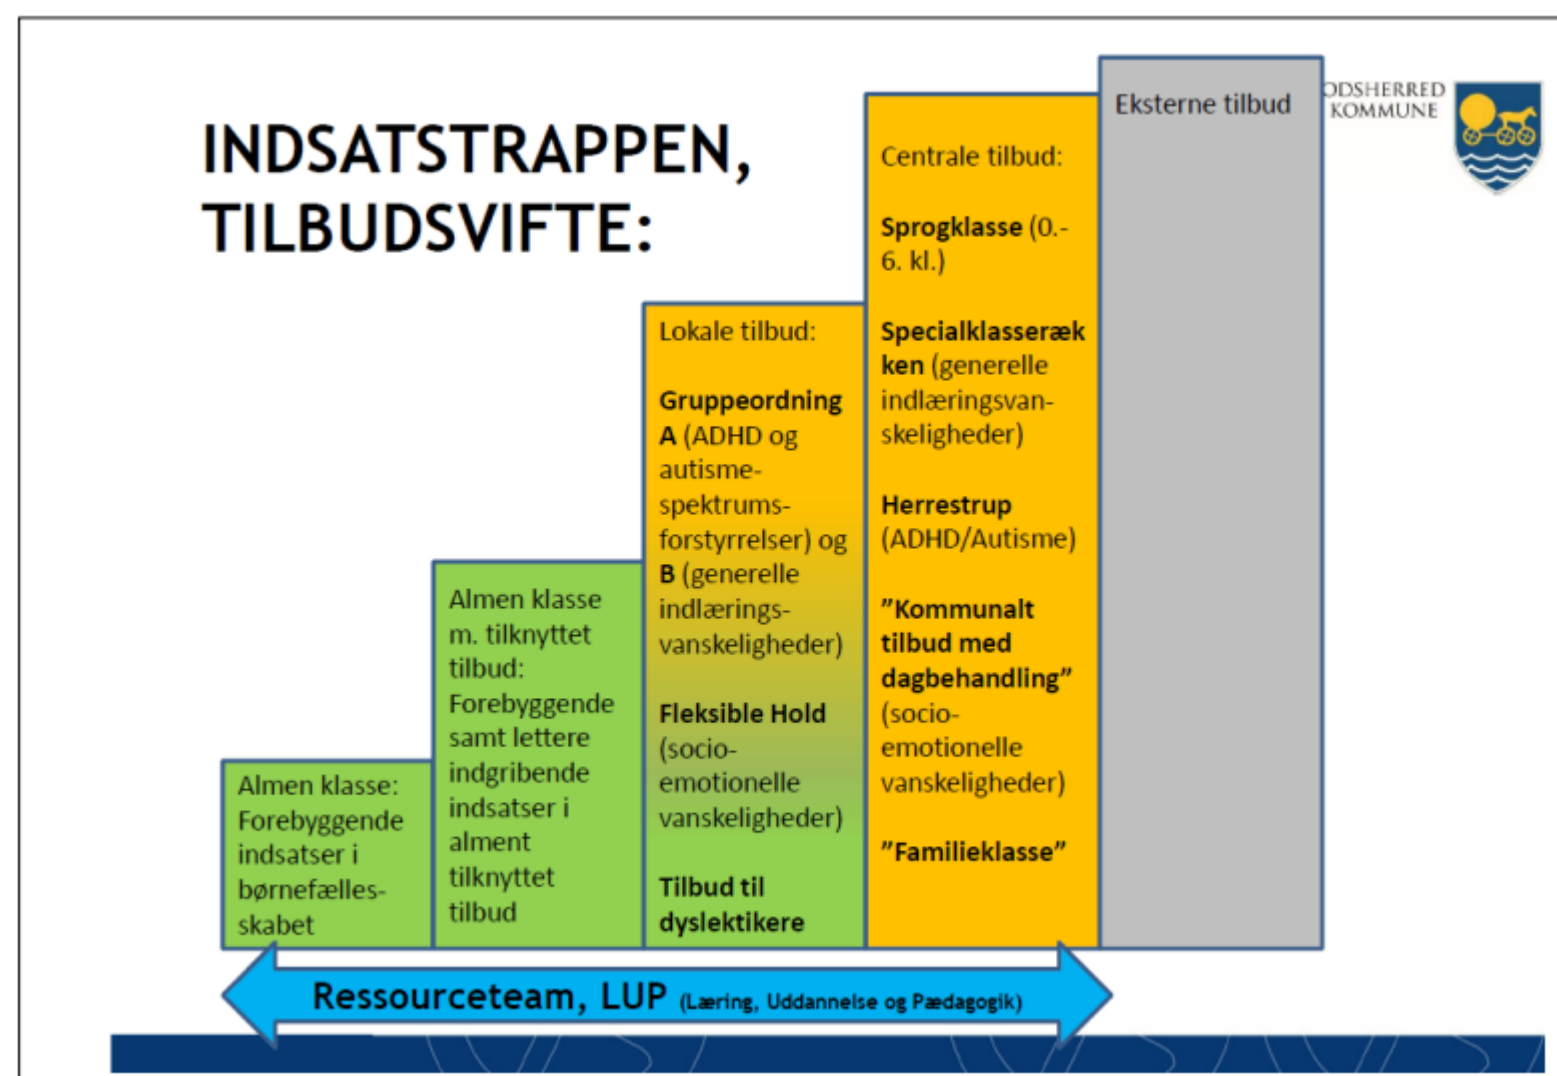 INDSATSTRAPPEN,
TILBUDSVIFTE:
ODSHERRED
KOMMUNE
Almen klasse:
Forebyggende
indsatser i
børnefælles-
skabet
Almen klasse
m. tilknyttet
tilbud:
Forebyggende
samt lettere
indgribende
indsatser i
alment
tilknyttet
tilbud
Lokale tilbud:
Gruppeordning
A (ADHD og
autisme-
spektrums-
forstyrrelser) og
B (generelle
indlærings-
vanskeligheder)
Fleksible Hold
(socio-
emotionelle
vanskeligheder)
Tilbud til
dyslektikere
Centrale tilbud:
Sprogklasse (0.-
6. kl.)
Specialklasseræk
ken (generelle
indlæringsvan-
skeligheder)
Herrestrup
(ADHD/Autisme)
”Kommunalt
tilbud med
dagbehandling”
(socio-
emotionelle
vanskeligheder)
”Familieklasse”
Eksterne tilbud
Ressourceteam, LUP (Læring, Uddannelse og Pædagogik)